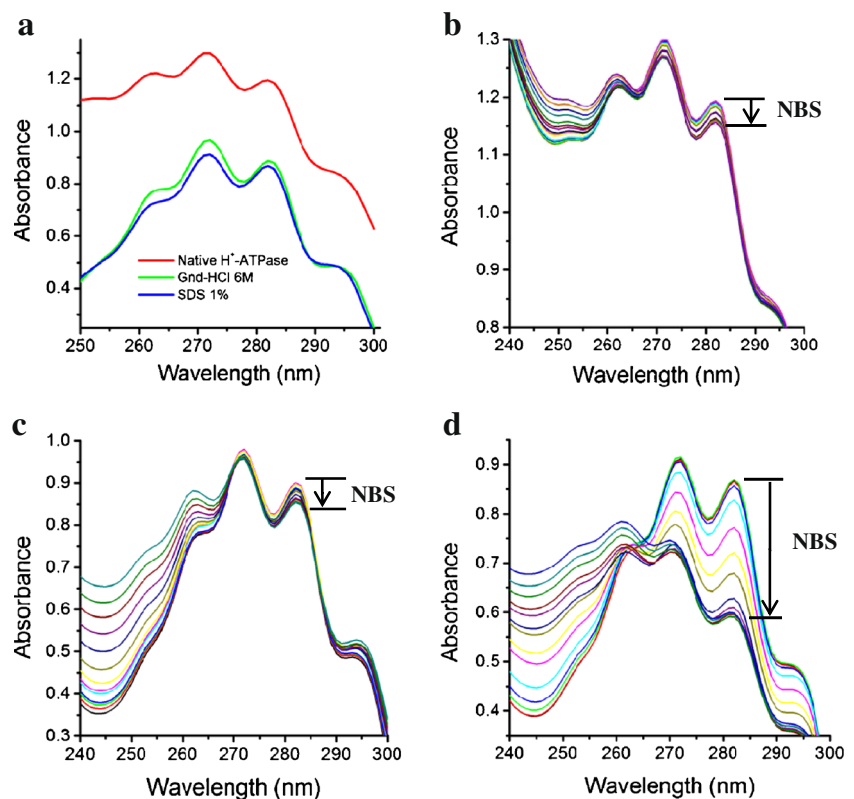 a
1.2
1.0
0.8
0.6
0.4
Absorbance
Native H+-ATPase
Gnd-HCl 6M
SDS 1%
250 260 270 280 290 300
Wavelength (nm)
b
1.3
1.2
1.1
1.0
0.9
0.8
Absorbance
NBS
240 250 260 270 280 290 300
Wavelength (nm)
c
1.0
0.9
0.8
0.7
0.6
0.5
0.4
0.3
Absorbance
NBS
240 250 260 270 280 290 300
Wavelength (nm)
d
0.9
0.8
0.7
0.6
0.5
0.4
Absorbance
NBS
240 250 260 270 280 290 300
Wavelength (nm)